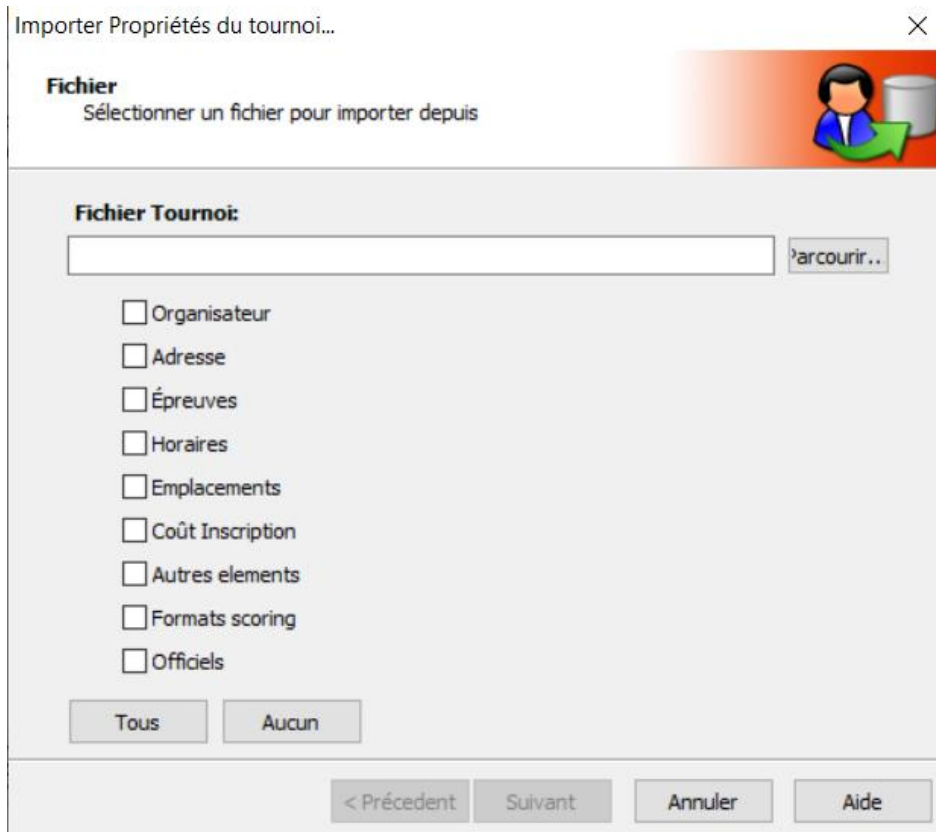 Importer Propriétés du tournoi...
Fichier
Sélectionner un fichier pour importer depuis
Fichier Tournoi:
Parcourir..
Organisateur
Adresse
Épreuves
Horaires
Emplacements
Coût Inscription
Autres elements
Formats scoring
Officiels
Tous Aucun
< Précedent Suivant Annuler Aide